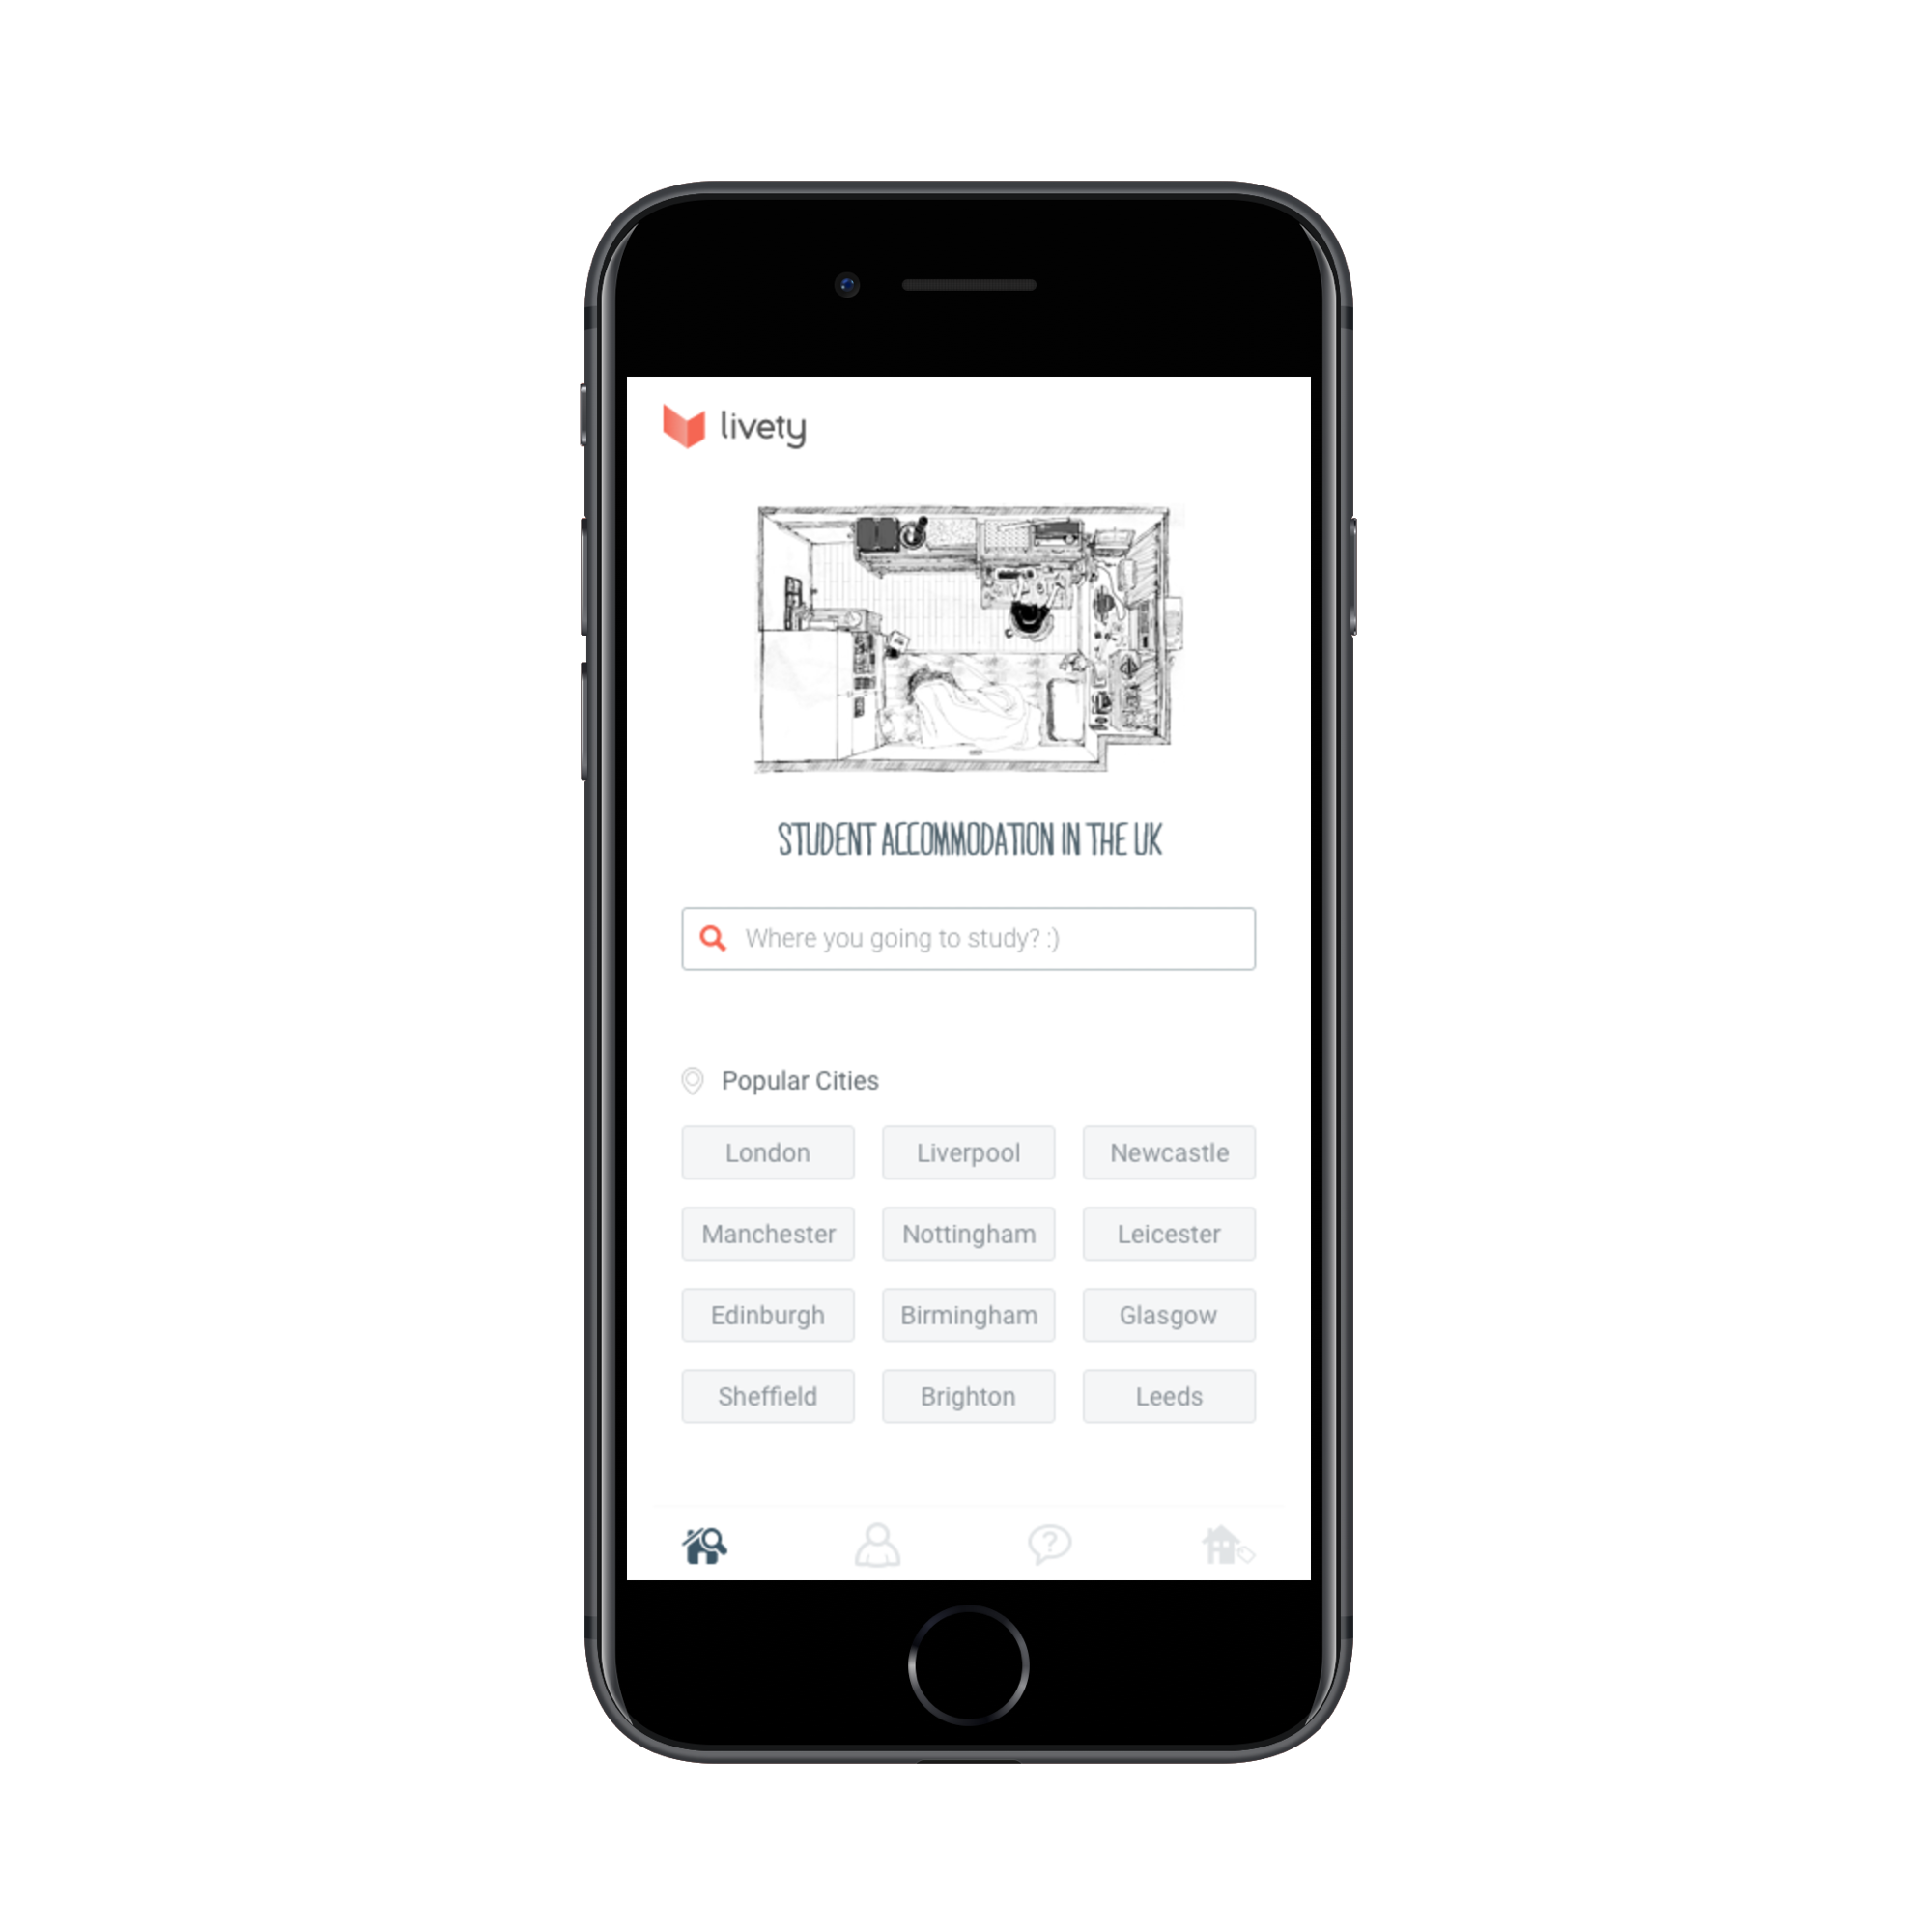 livety
STUDENT ACCOMMODATION IN THE UK
Where you going to study? :)
Popular Cities
London Liverpool Newcastle
Manchester Nottingham Leicester
Edinburgh Birmingham Glasgow
Sheffield Brighton Leeds
?